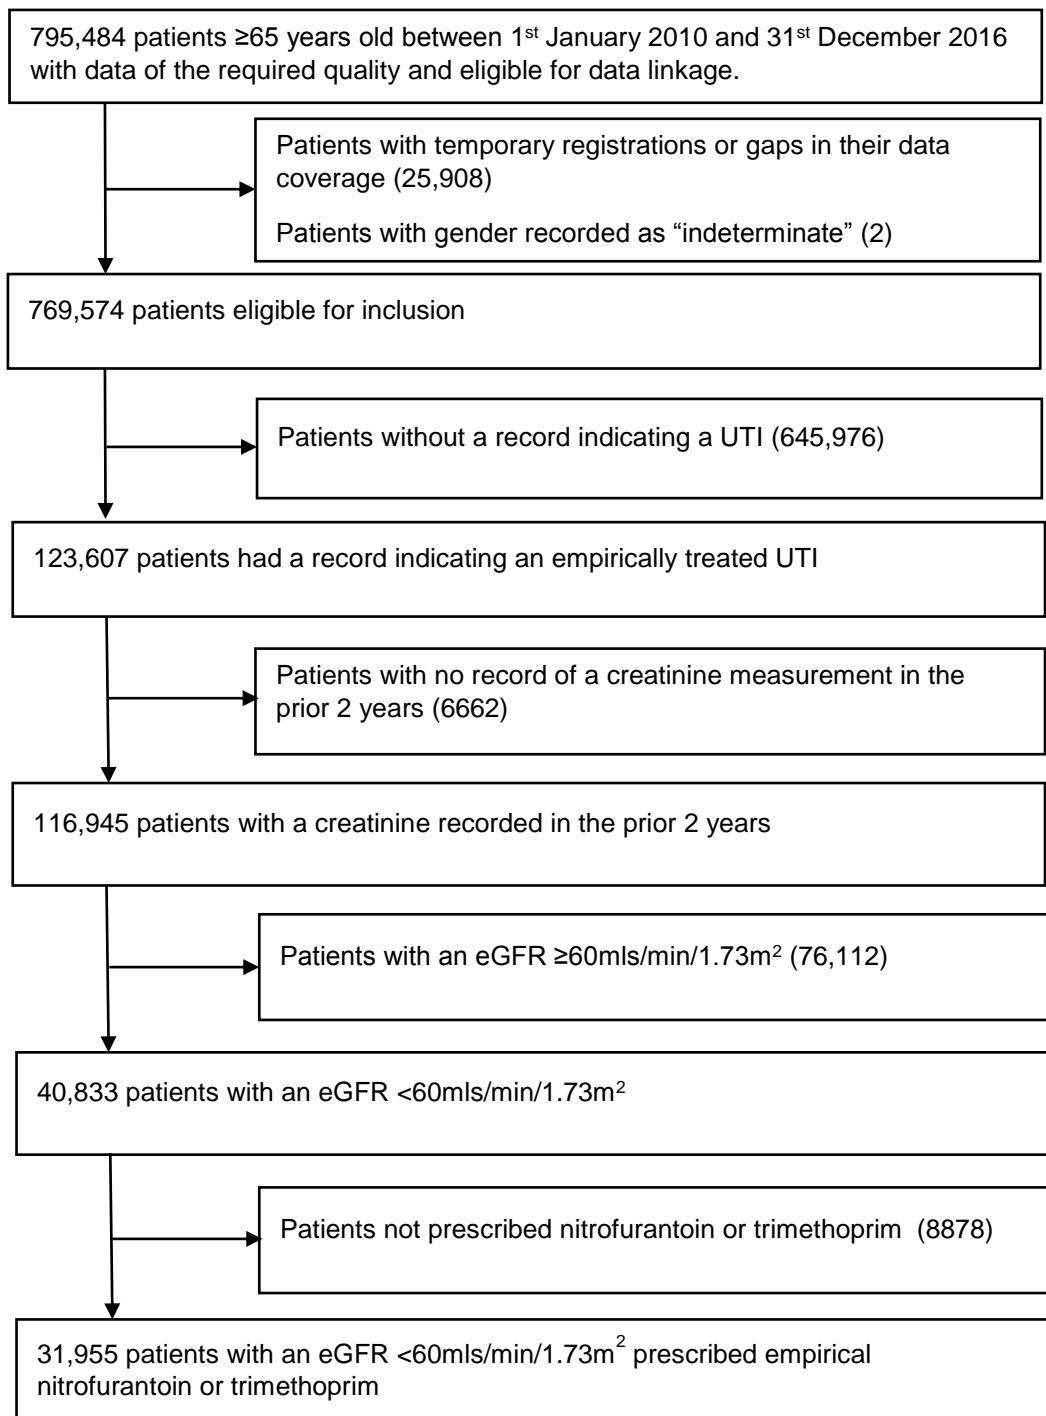 795,484 patients ≥65 years old between 1st January 2010 and 31st December 2016
with data of the required quality and eligible for data linkage.
Patients with temporary registrations or gaps in their data
coverage (25,908)
Patients with gender recorded as “indeterminate” (2)
769,574 patients eligible for inclusion
Patients without a record indicating a UTI (645,976)
123,607 patients had a record indicating an empirically treated UTI
Patients with no record of a creatinine measurement in the
prior 2 years (6662)
116,945 patients with a creatinine recorded in the prior 2 years
Patients with an eGFR ≥60mls/min/1.73m² (76,112)
40,833 patients with an eGFR <60mls/min/1.73m²
Patients not prescribed nitrofurantoin or trimethoprim (8878)
31,955 patients with an eGFR <60mls/min/1.73m² prescribed empirical
nitrofurantoin or trimethoprim